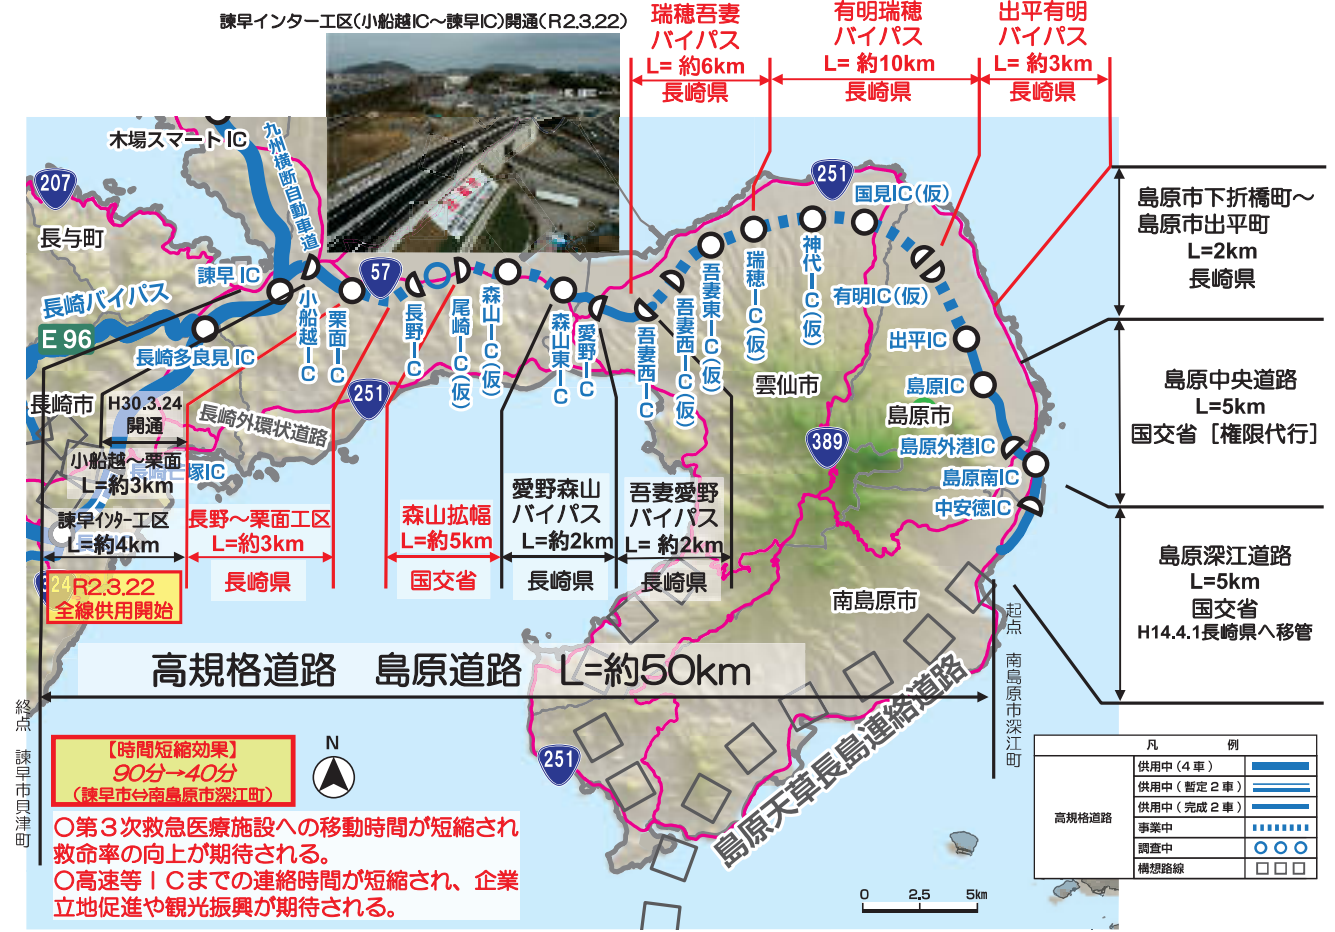 諫早インター工区(小船越IC～諫早IC)開通(R2.3.22)
瑞穂吾妻
バイパス
L= 約6km
長崎県
有明瑞穂
バイパス
L= 約10km
長崎県
出平有明
バイパス
L= 約3km
長崎県
木場スマートIC
九州横断自動車道
207
長与町
諫早IC
長崎バイパス
E96
長崎多良見IC
長崎市
57
251
251
国見IC(仮)
小船越IC
栗面IC
長野IC
尾崎IC(仮)
森山IC(仮)
森山東IC
愛野IC
吾妻西IC
吾妻西IC(仮)
吾妻東IC(仮)
瑞穂IC(仮)
神代IC(仮)
有明IC(仮)
出平IC
島原IC
雲仙市
島原市
389
島原外港IC
島原南IC
中安徳IC
南島原市
長崎外環状道路
H30.3.24
開通
小船越～栗面
L=約3km
諫早インター工区
L=約4km
R2.3.22
全線供用開始
長野～栗面工区
L=約3km
長崎県
森山拡幅
L=約5km
国交省
愛野森山
バイパス
L=約2km
長崎県
吾妻愛野
バイパス
L= 約2km
長崎県
島原市下折橋町～
島原市出平町
L=2km
長崎県
島原中央道路
L=5km
国交省［権限代行］
島原深江道路
L=5km
国交省
H14.4.1長崎県へ移管
高規格道路 島原道路 L=約50km
起点 南島原市深江町
終点 諫早市貝津町
251
島原天草長島連絡道路
【時間短縮効果】
90分→40分
(諫早市⇔南島原市深江町)
N
○第３次救急医療施設への移動時間が短縮され
救命率の向上が期待される。
○高速等ＩＣまでの連絡時間が短縮され、企業
立地促進や観光振興が期待される。
凡 例
高規格道路
供用中(４車)
供用中(暫定２車)
供用中(完成２車)
事業中
調査中
構想路線
0 2.5 5km